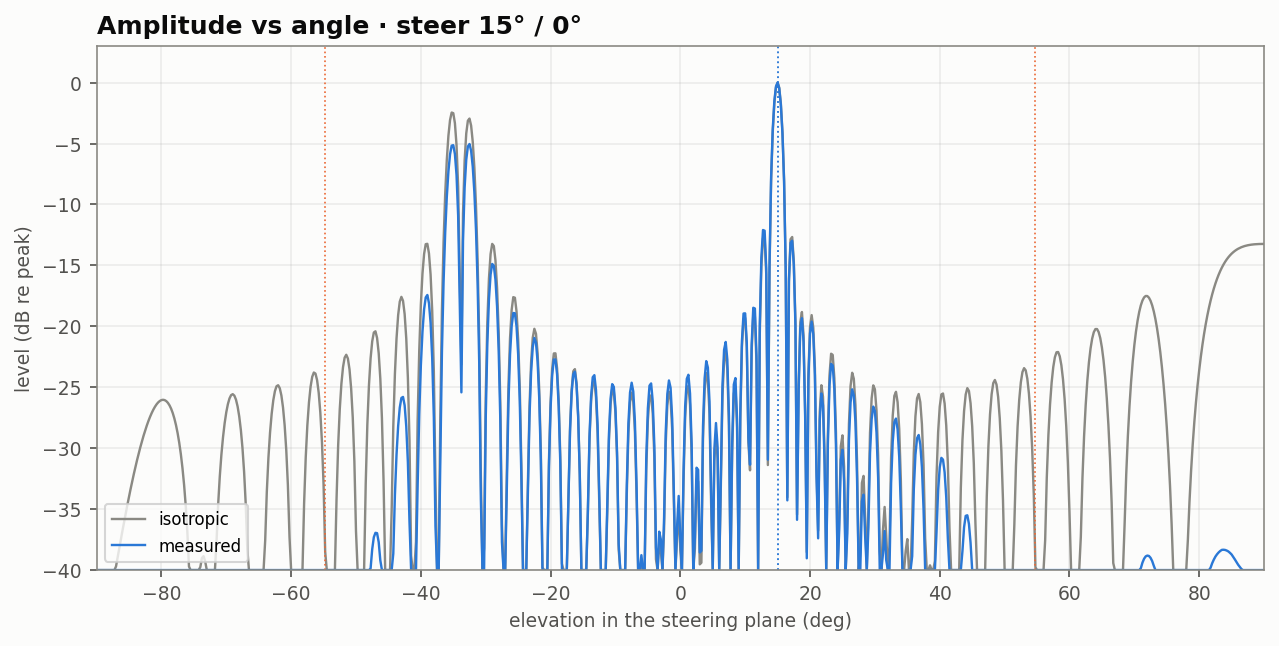 Amplitude vs angle · steer 15° / 0°
level (dB re peak)
0
−5
−10
−15
−20
−25
−30
−35
−40
isotropic
measured
−80 −60 −40 −20 0 20 40 60 80
elevation in the steering plane (deg)